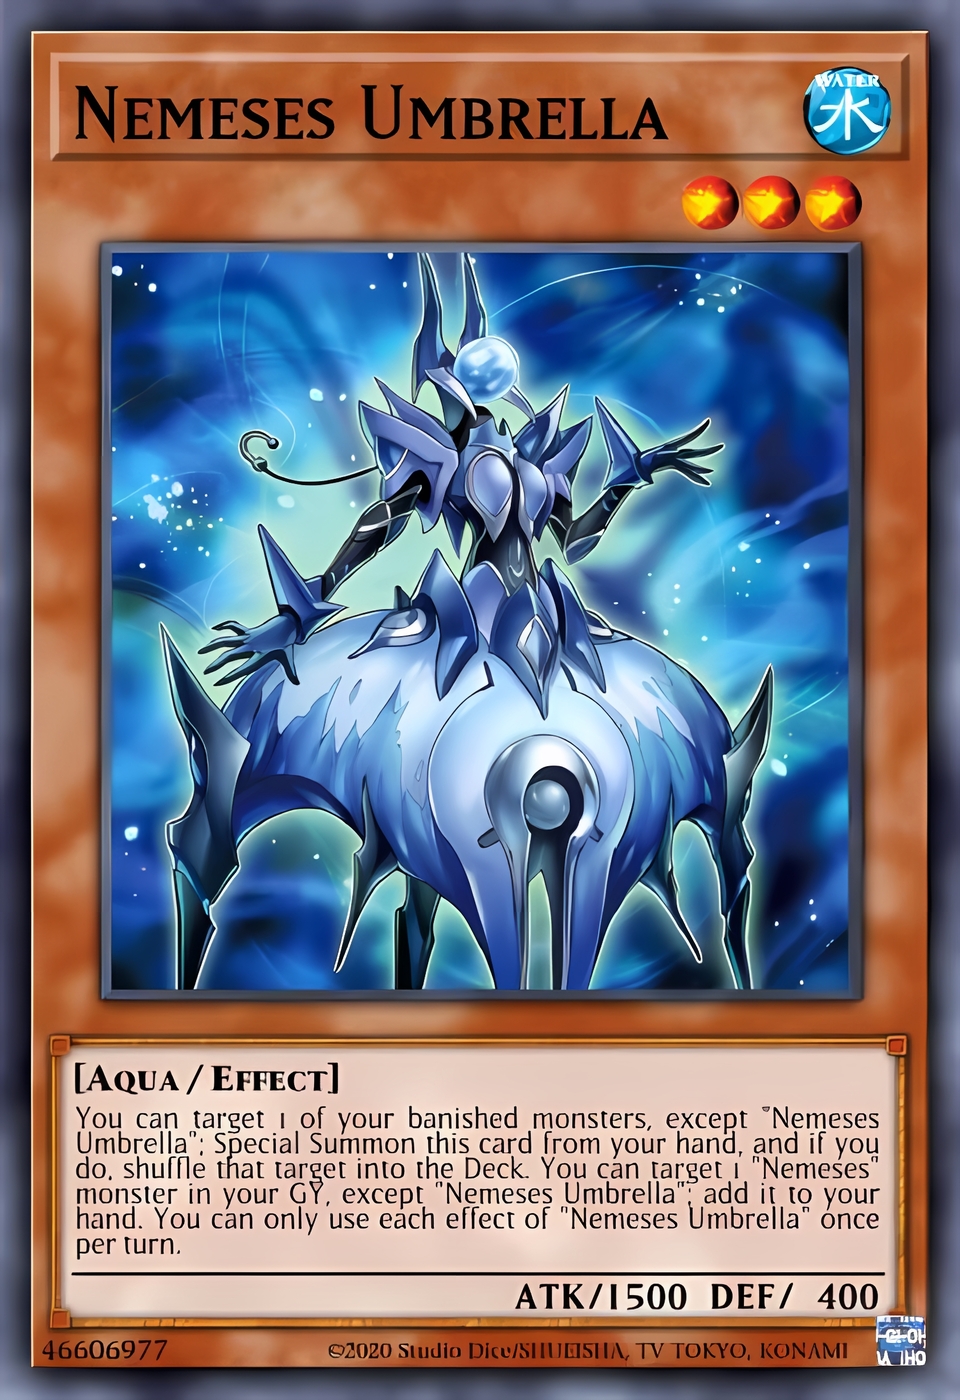 Nemeses Umbrella
WATER
水
[Aqua / Effect]
You can target 1 of your banished monsters, except "Nemeses
Umbrella"; Special Summon this card from your hand, and if you
do, shuffle that target into the Deck. You can target 1 "Nemeses"
monster in your GY, except "Nemeses Umbrella"; add it to your
hand. You can only use each effect of "Nemeses Umbrella" once
per turn.
ATK/1500 DEF/ 400
46606977
©2020 Studio Dice/SHUEISHA, TV TOKYO, KONAMI